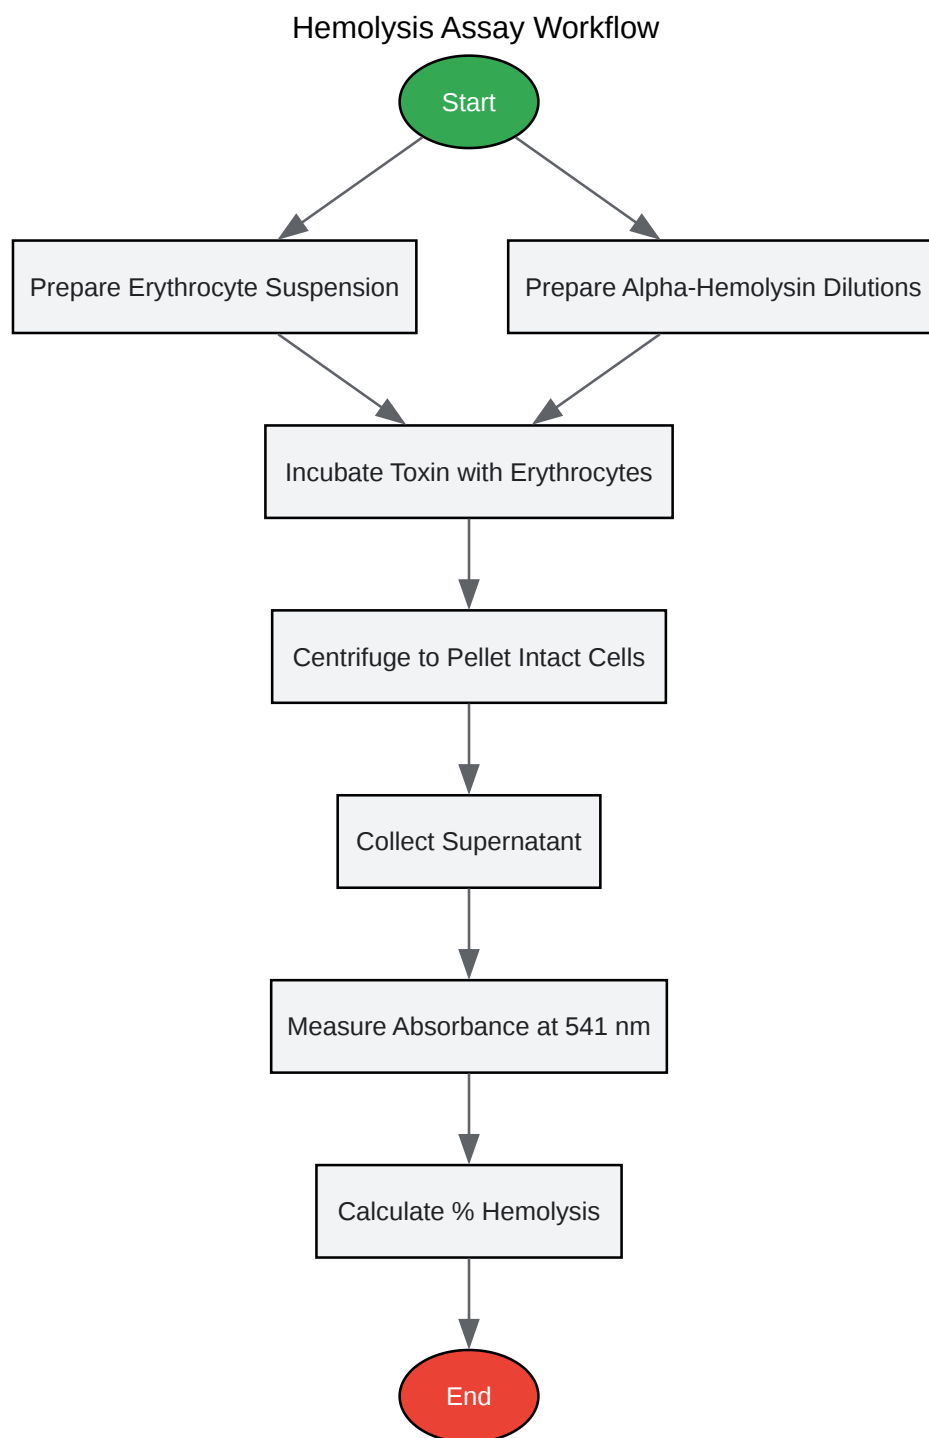 Hemolysis Assay Workflow
Start
Prepare Erythrocyte Suspension
Prepare Alpha-Hemolysin Dilutions
Incubate Toxin with Erythrocytes
Centrifuge to Pellet Intact Cells
Collect Supernatant
Measure Absorbance at 541 nm
Calculate % Hemolysis
End